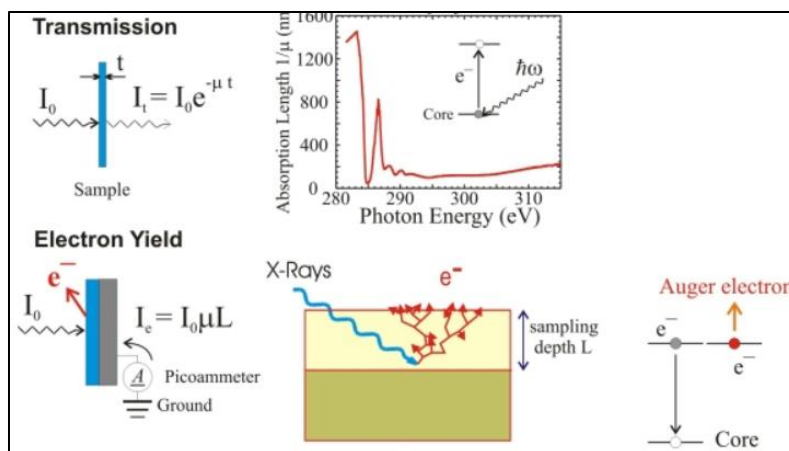 Transmission
t
I₀
Iₜ = I₀e^-μ t
Sample
Absorption Length 1/μ (nm
1600
1200
800
400
0
280
290
300
310
Photon Energy (eV)
e⁻
ħω
Core
Electron Yield
e⁻
I₀
Iₑ = I₀μL
A
Picoammeter
Ground
X-Rays
e⁻
sampling
depth L
Auger electron
e⁻
e⁻
Core